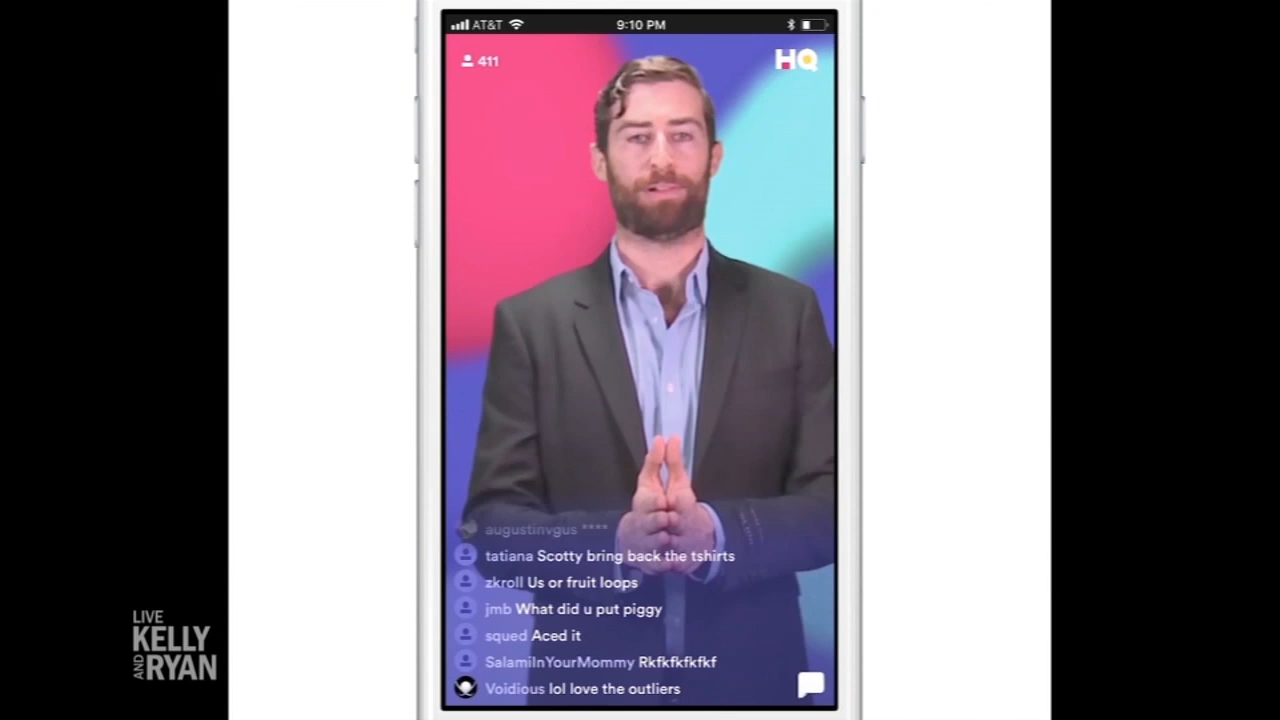 AT&T
9:10 PM
411
HQ
augustinvgus ****
tatiana Scotty bring back the tshirts
zkroll Us or fruit loops
jmb What did u put piggy
squed Aced it
SalamiInYourMommy Rkfkfkfkfkf
Voidious lol love the outliers
LIVE
KELLY
AND RYAN